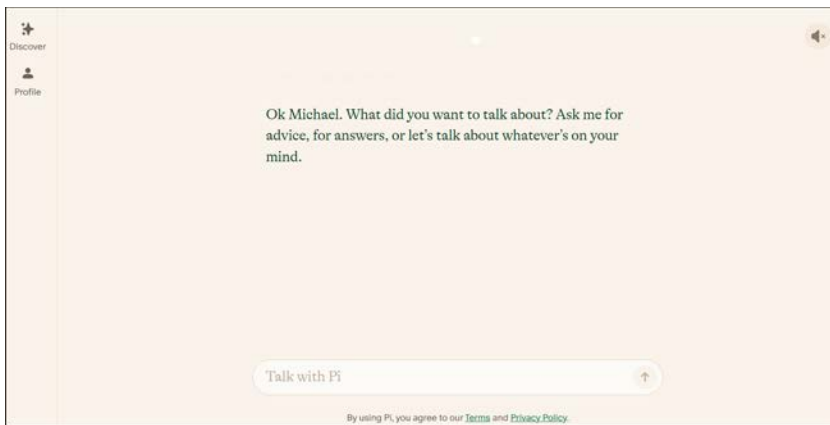 Discover
Profile
Ok Michael. What did you want to talk about? Ask me for
advice, for answers, or let's talk about whatever's on your
mind.
Talk with Pi
By using Pi, you agree to our Terms and Privacy Policy.